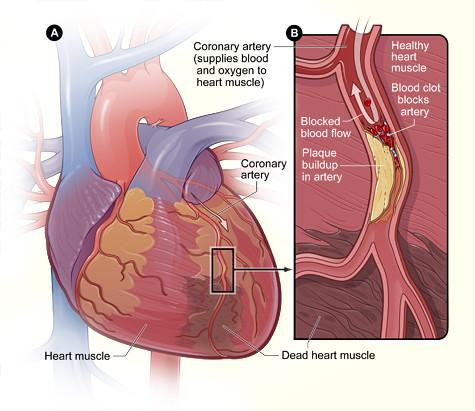 A
B
Coronary artery
(supplies blood
and oxygen to
heart muscle)
Healthy
heart
muscle
Blood clot
blocks
artery
Blocked
blood flow
Plaque
buildup
in artery
Coronary
artery
Heart muscle
Dead heart muscle